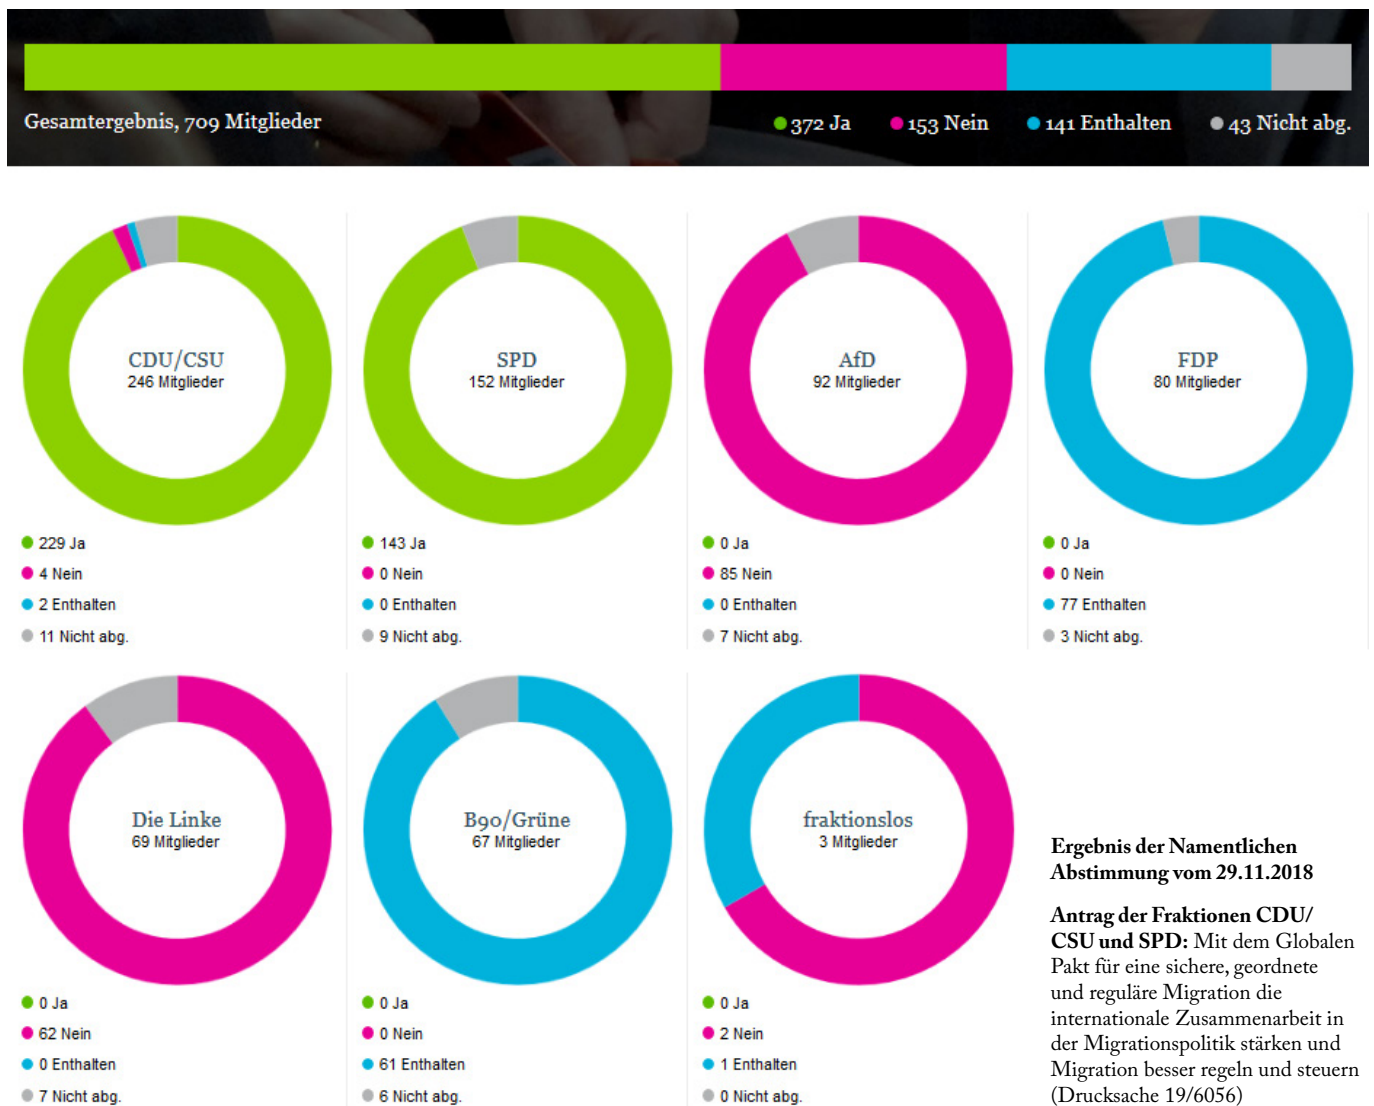 Gesamtergebnis, 709 Mitglieder
372 Ja
153 Nein
141 Enthalten
43 Nicht abg.
CDU/CSU
246 Mitglieder
229 Ja
4 Nein
2 Enthalten
11 Nicht abg.
SPD
152 Mitglieder
143 Ja
0 Nein
0 Enthalten
9 Nicht abg.
AfD
92 Mitglieder
0 Ja
85 Nein
0 Enthalten
7 Nicht abg.
FDP
80 Mitglieder
0 Ja
0 Nein
77 Enthalten
3 Nicht abg.
Die Linke
69 Mitglieder
0 Ja
62 Nein
0 Enthalten
7 Nicht abg.
B90/Grüne
67 Mitglieder
0 Ja
0 Nein
61 Enthalten
6 Nicht abg.
fraktionslos
3 Mitglieder
0 Ja
2 Nein
1 Enthalten
0 Nicht abg.
Ergebnis der Namentlichen
Abstimmung vom 29.11.2018
Antrag der Fraktionen CDU/
CSU und SPD: Mit dem Globalen
Pakt für eine sichere, geordnete
und reguläre Migration die
internationale Zusammenarbeit in
der Migrationspolitik stärken und
Migration besser regeln und steuern
(Drucksache 19/6056)